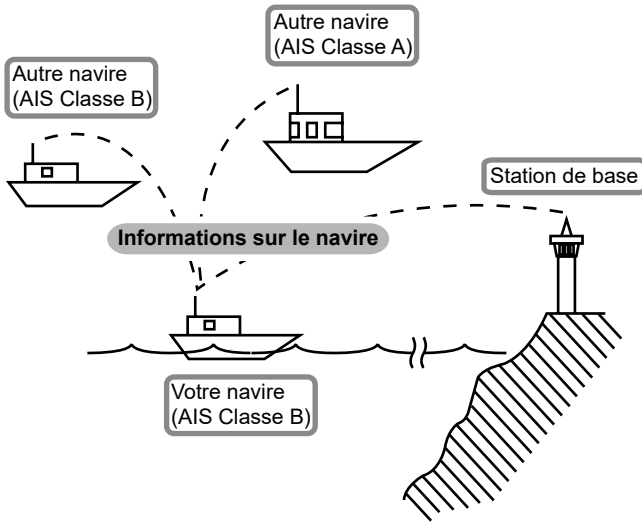 Autre navire
(AIS Classe A)
Autre navire
(AIS Classe B)
Station de base
Informations sur le navire
Votre navire
(AIS Classe B)